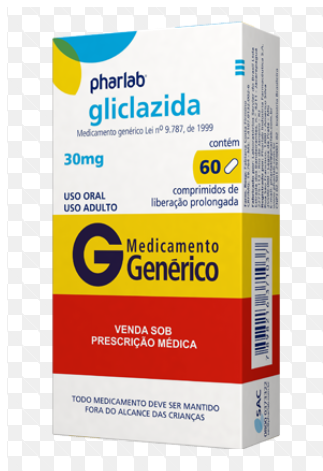 pharlab
gliclazida
Medicamento genérico Lei nº 9.787, de 1999
30mg
contém
60
comprimidos de
liberação prolongada
USO ORAL
USO ADULTO
G Medicamento
Genérico
VENDA SOB
PRESCRIÇÃO MÉDICA
TODO MEDICAMENTO DEVE SER MANTIDO
FORA DO ALCANCE DAS CRIANÇAS
SAC